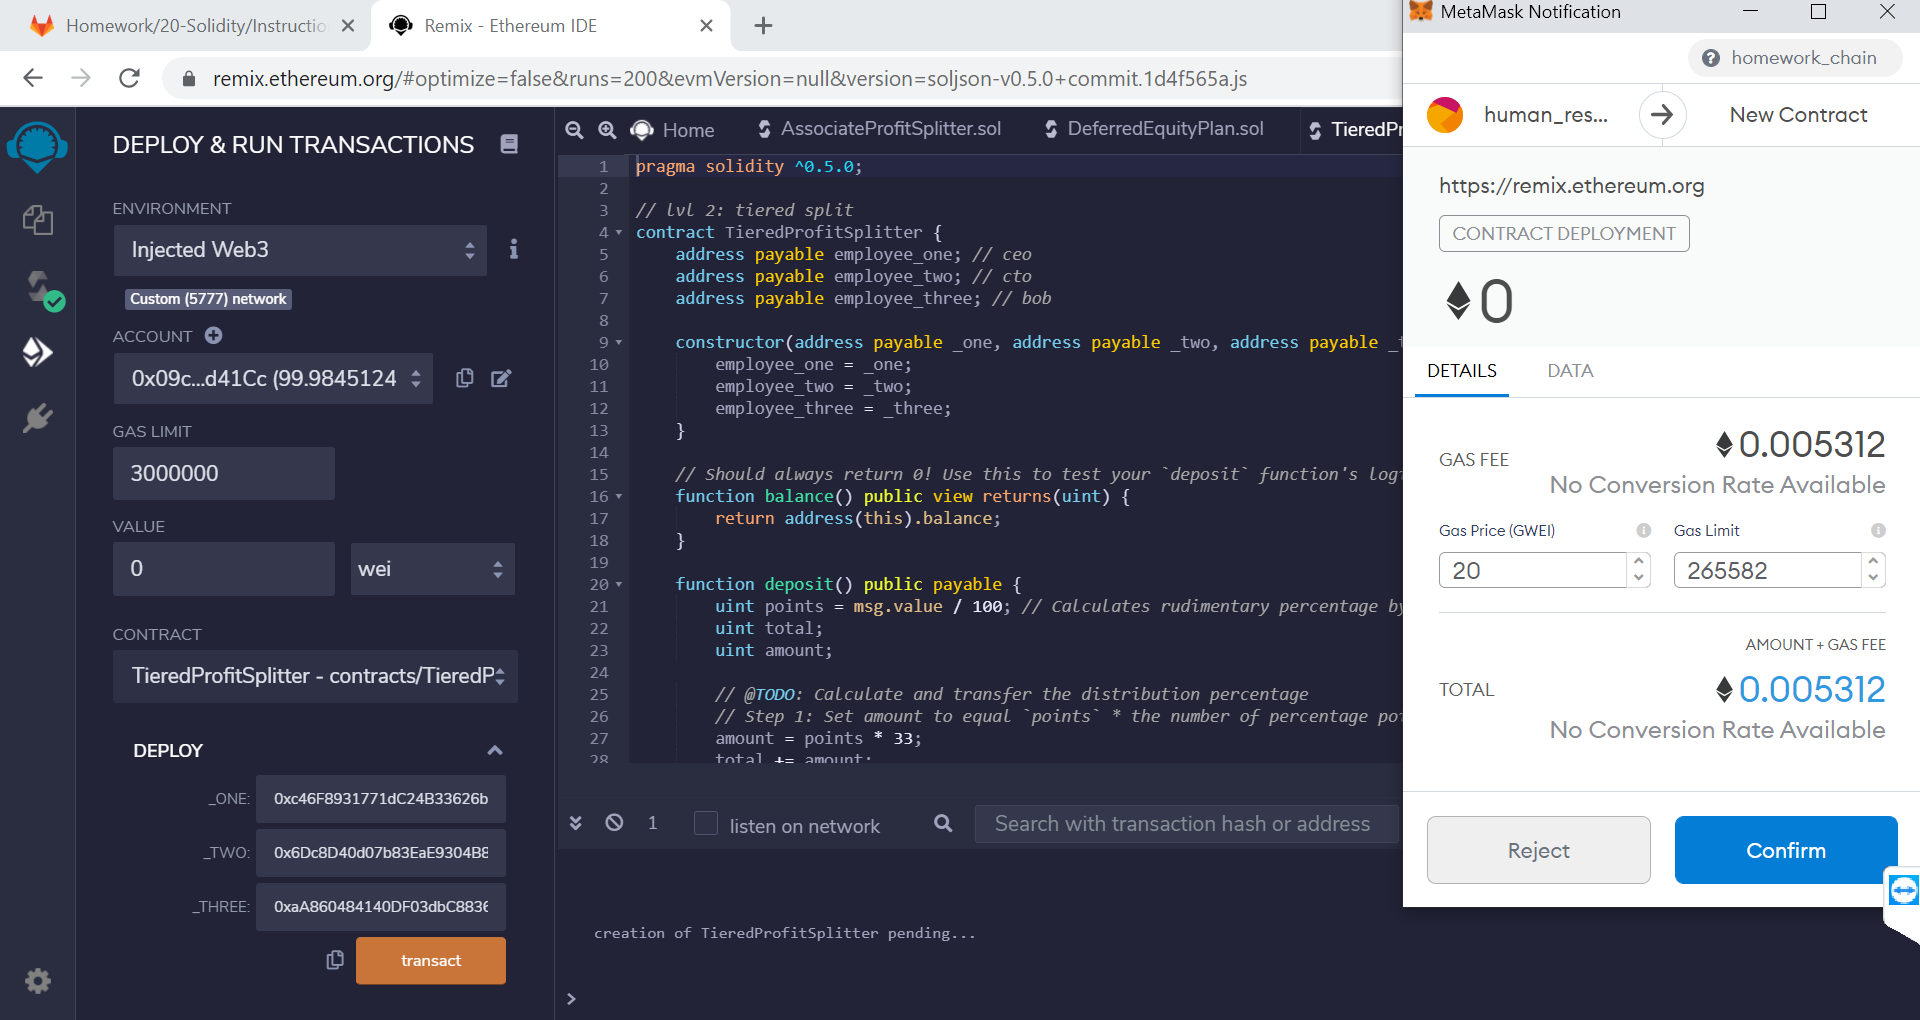 Homework/20-Solidity/Instructio
Remix - Ethereum IDE
remix.ethereum.org/#optimize=false&runs=200&evmVersion=null&version=soljson-v0.5.0+commit.1d4f565a.js
DEPLOY & RUN TRANSACTIONS
ENVIRONMENT
Injected Web3
Custom (5777) network
ACCOUNT
0x09c...d41Cc (99.9845124
GAS LIMIT
3000000
VALUE
0
wei
CONTRACT
TieredProfitSplitter - contracts/TieredP
DEPLOY
_ONE: 0xc46F8931771dC24B33626b
_TWO: 0x6Dc8D40d07b83EaE9304B8
_THREE: 0xaA860484140DF03dbC8836
transact
Home
AssociateProfitSplitter.sol
DeferredEquityPlan.sol
TieredPr
1 pragma solidity ^0.5.0;
2
3 // lvl 2: tiered split
4 contract TieredProfitSplitter {
5 address payable employee_one; // ceo
6 address payable employee_two; // cto
7 address payable employee_three; // bob
8
9 constructor(address payable _one, address payable _two, address payable _t
10 employee_one = _one;
11 employee_two = _two;
12 employee_three = _three;
13 }
14
15 // Should always return 0! Use this to test your `deposit` function's logi
16 function balance() public view returns(uint) {
17 return address(this).balance;
18 }
19
20 function deposit() public payable {
21 uint points = msg.value / 100; // Calculates rudimentary percentage by
22 uint total;
23 uint amount;
24
25 // @TODO: Calculate and transfer the distribution percentage
26 // Step 1: Set amount to equal `points` * the number of percentage poi
27 amount = points * 33;
28 total += amount;
1
listen on network
Search with transaction hash or address
creation of TieredProfitSplitter pending...
>
MetaMask Notification
homework_chain
human_res...
New Contract
https://remix.ethereum.org
CONTRACT DEPLOYMENT
0
DETAILS
DATA
GAS FEE
0.005312
No Conversion Rate Available
Gas Price (GWEI)
Gas Limit
20
265582
AMOUNT + GAS FEE
TOTAL
0.005312
No Conversion Rate Available
Reject
Confirm